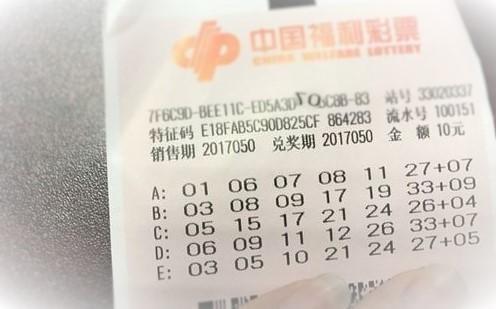 中国福利彩票
CHINA WELFARE LOTTERY
7F6C9D-BEE11C-ED5A3D70C8B-83 站号 33020337
特征码 E18FAB5C90D825CF 864283 流水号 100151
销售期 2017050 兑奖期 2017050 金 额 10元
A: 01 06 07 08 11 27+07
B: 03 08 09 17 19 33+09
C: 05 15 17 21 24 26+04
D: 06 09 11 12 26 33+07
E: 03 05 10 21 24 27+05